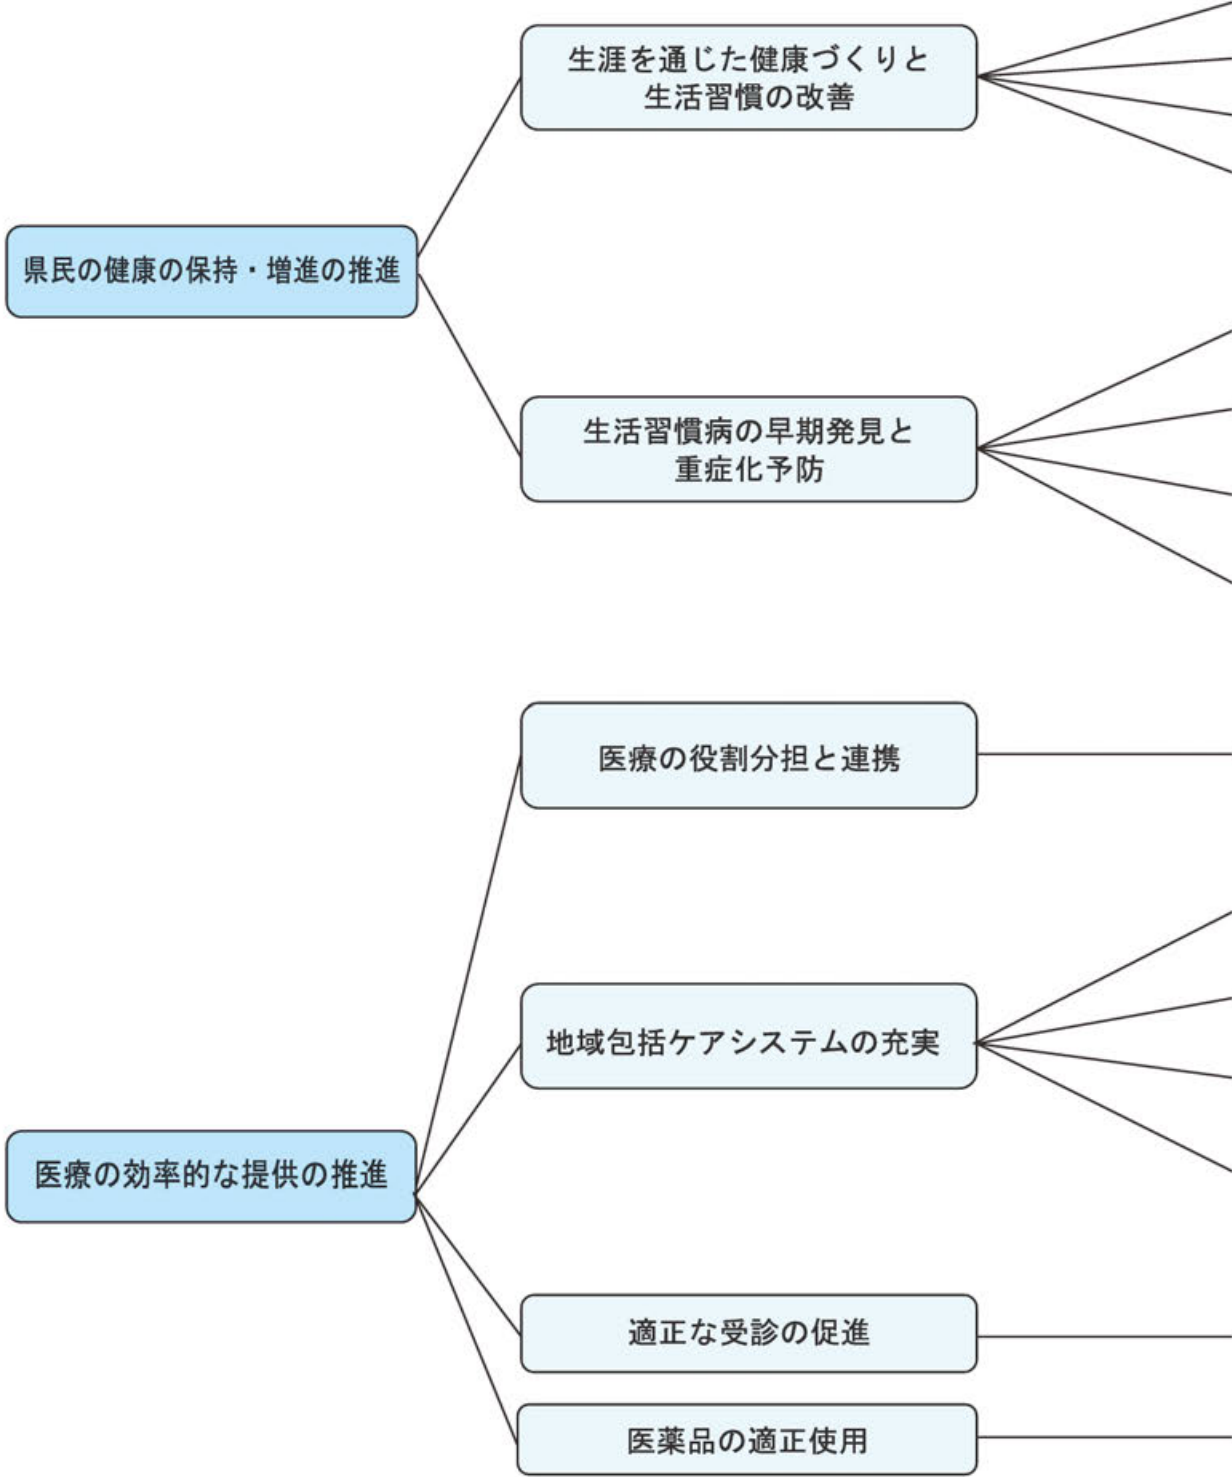 生涯を通じた健康づくりと
生活習慣の改善
県民の健康の保持・増進の推進
生活習慣病の早期発見と
重症化予防
医療の役割分担と連携
地域包括ケアシステムの充実
医療の効率的な提供の推進
適正な受診の促進
医薬品の適正使用